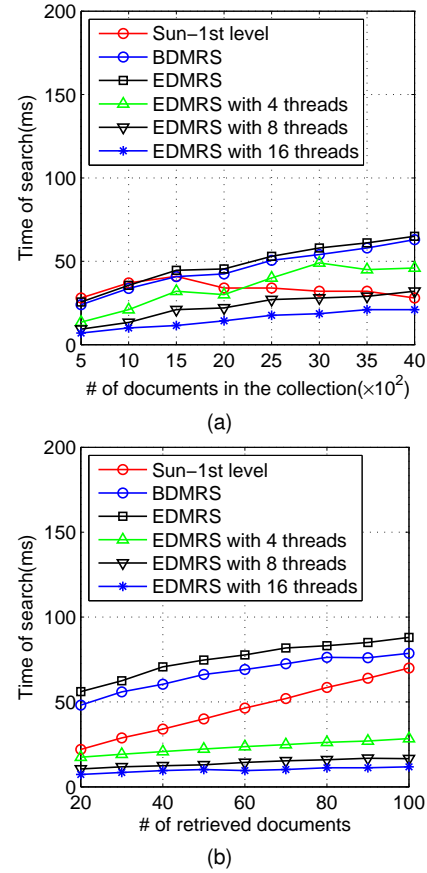 200
Sun−1st level
BDMRS
EDMRS
150
EDMRS with 4 threads
EDMRS with 8 threads
EDMRS with 16 threads
100
50
0
Time of search(ms)
5 10 15 20 25 30 35 40
# of documents in the collection(×10²)
(a)
200
Sun−1st level
BDMRS
EDMRS
150
EDMRS with 4 threads
EDMRS with 8 threads
EDMRS with 16 threads
100
50
0
Time of search(ms)
20 40 60 80 100
# of retrieved documents
(b)